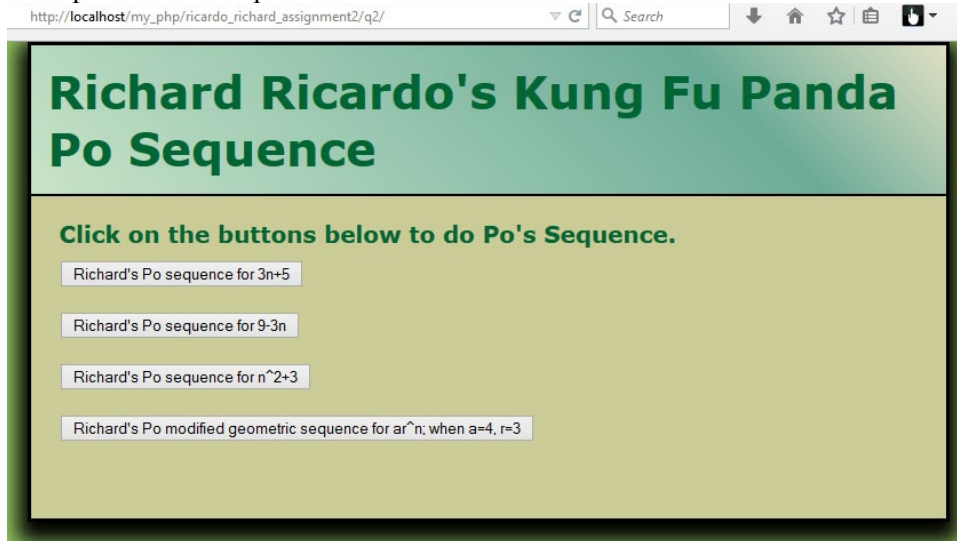 http://localhost/my_php/ricardo_richard_assignment2/q2/ Search
Richard Ricardo's Kung Fu Panda
Po Sequence
Click on the buttons below to do Po's Sequence.
Richard's Po sequence for 3n+5
Richard's Po sequence for 9-3n
Richard's Po sequence for n^2+3
Richard's Po modified geometric sequence for ar^n; when a=4, r=3